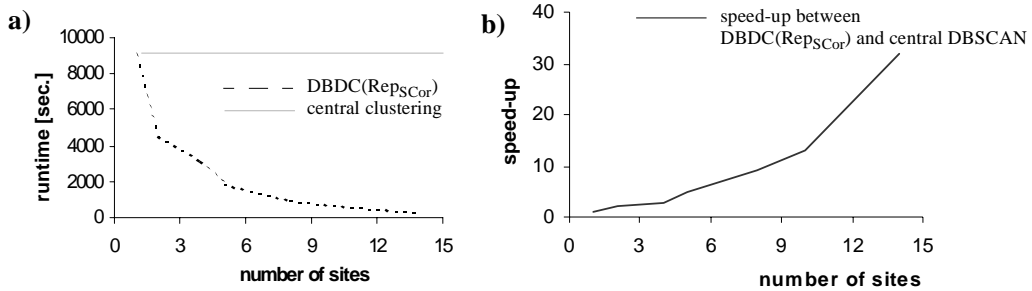 a)
10000
8000
6000
4000
2000
0
runtime [sec.]
DBDC(RepSCor)
central clustering
0
3
6
9
12
15
number of sites
b)
40
30
20
10
0
speed-up
speed-up between
DBDC(RepSCor) and central DBSCAN
0
3
6
9
12
15
number of sites